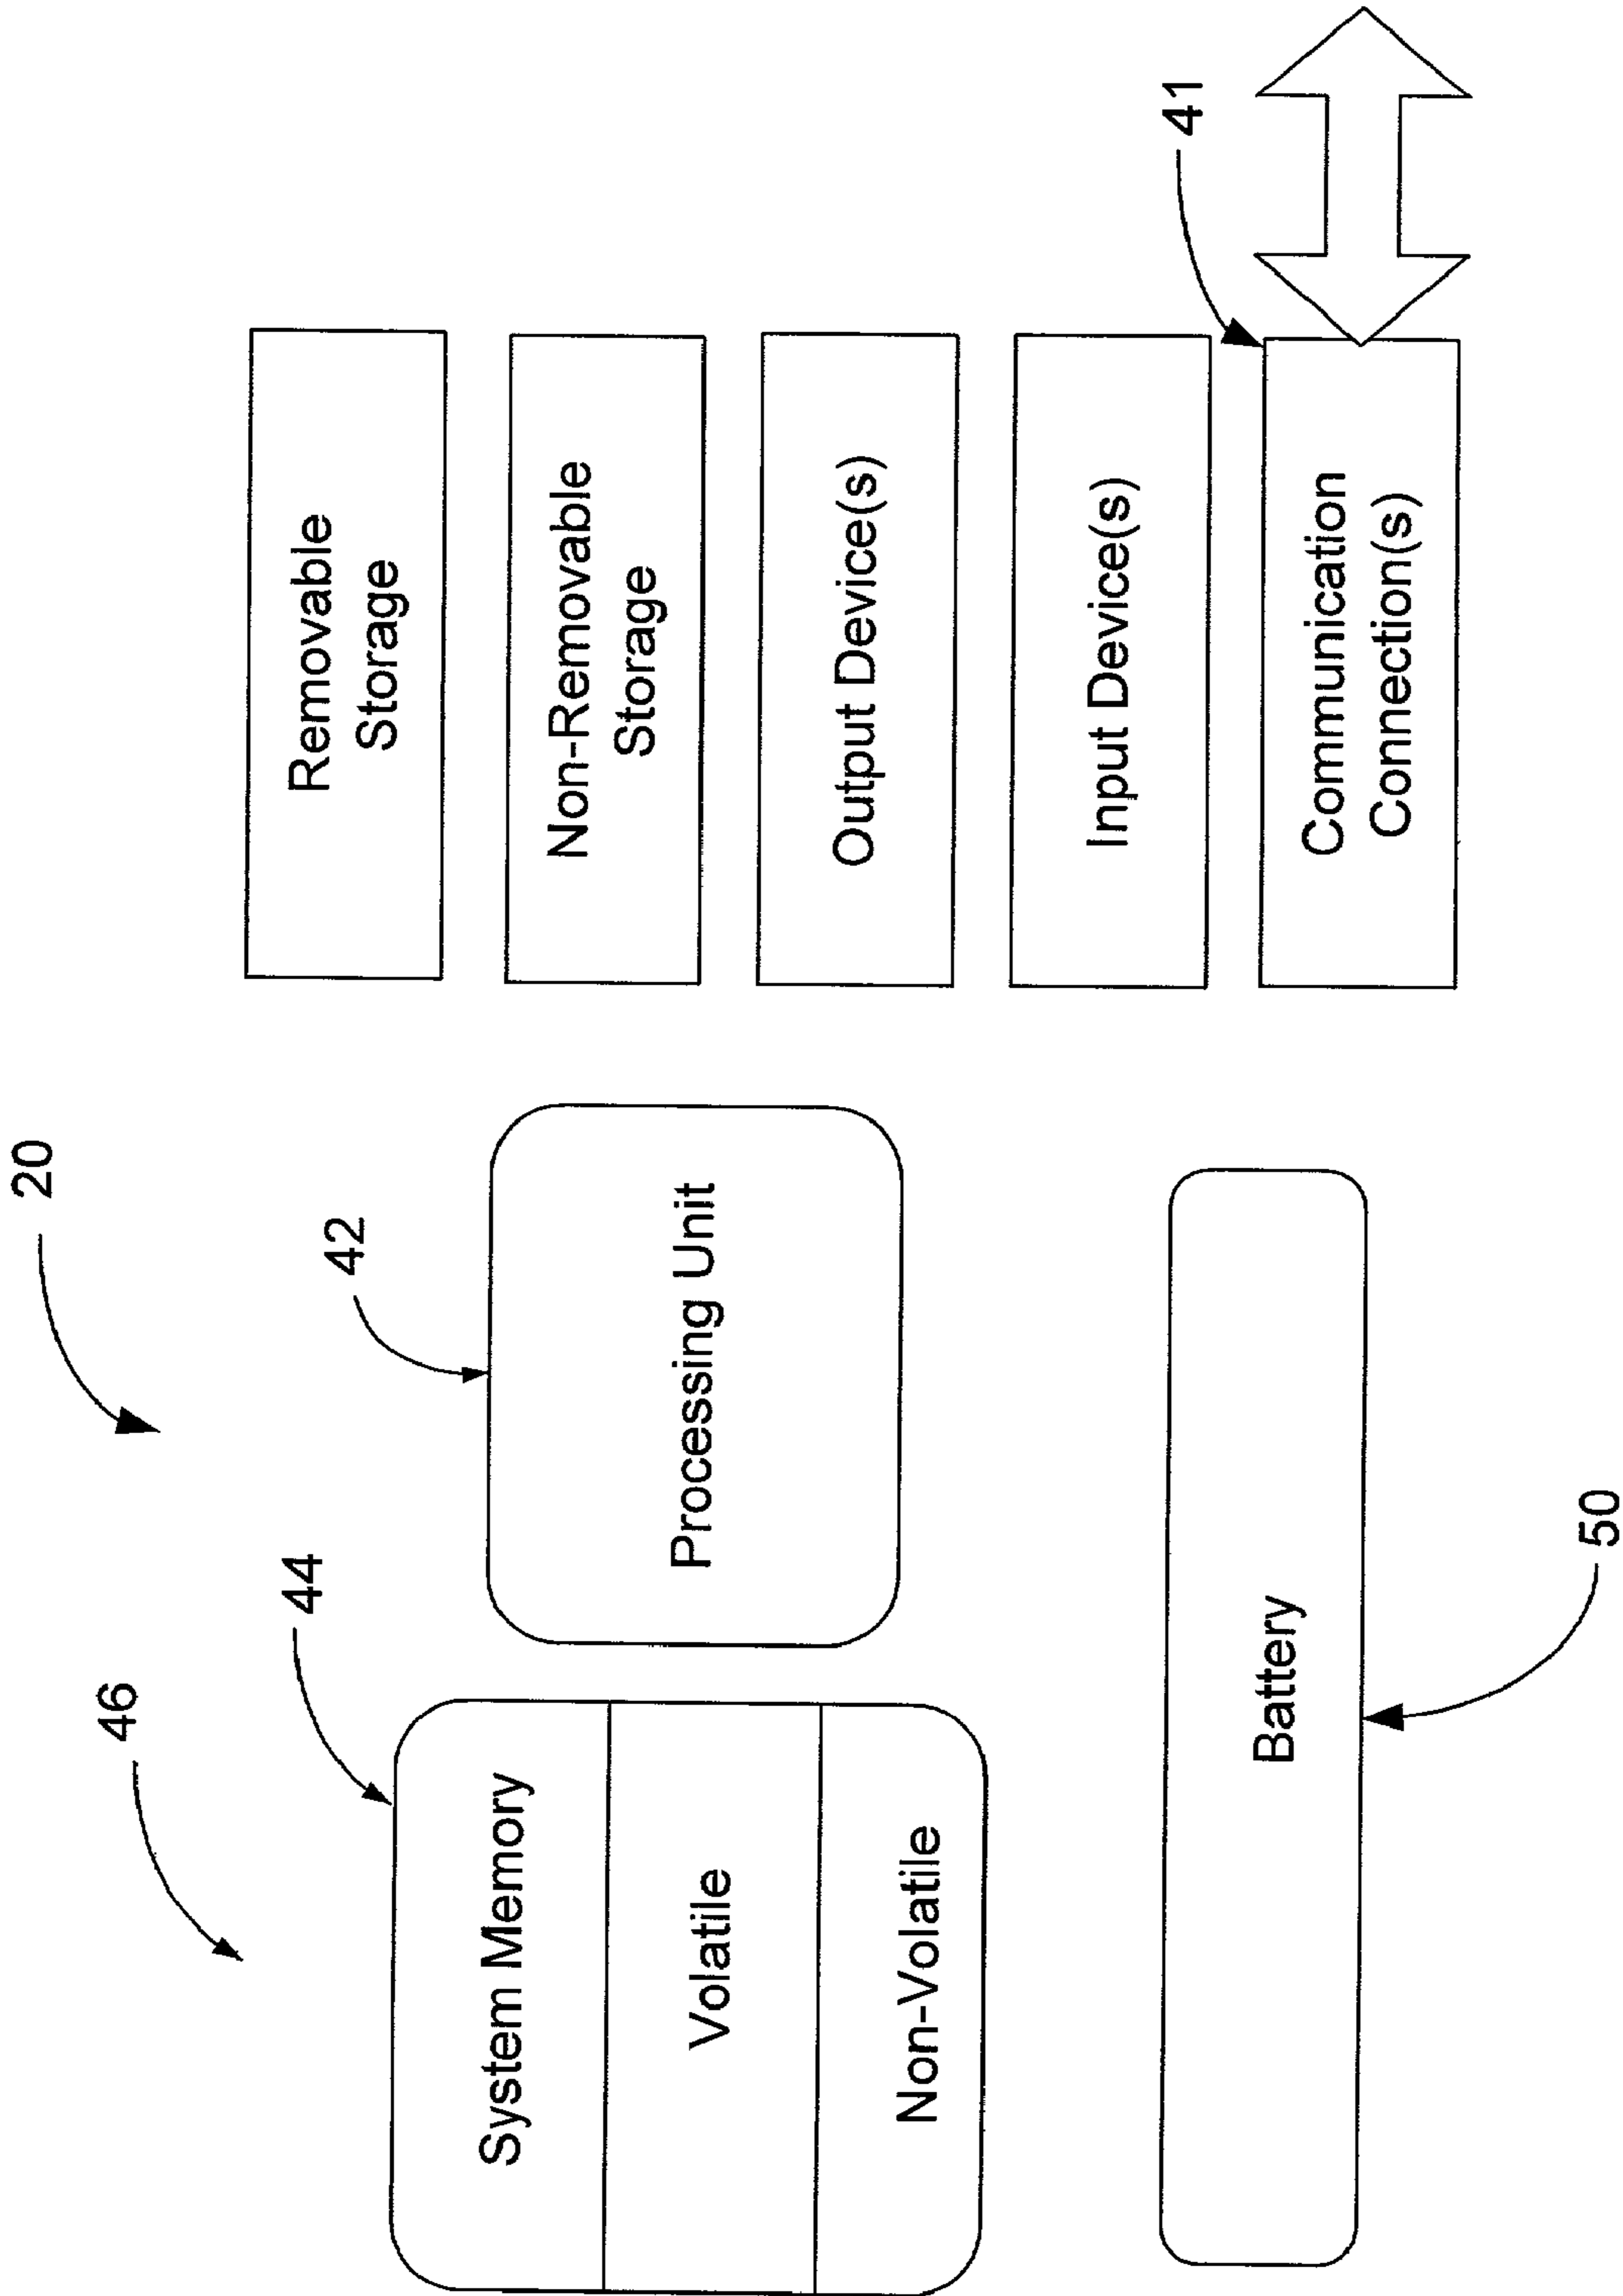 20
46
44
42
41
System Memory
Volatile
Non-Volatile
Processing Unit
Battery
50
Removable
Storage
Non-Removable
Storage
Output Device(s)
Input Device(s)
Communication
Connection(s)